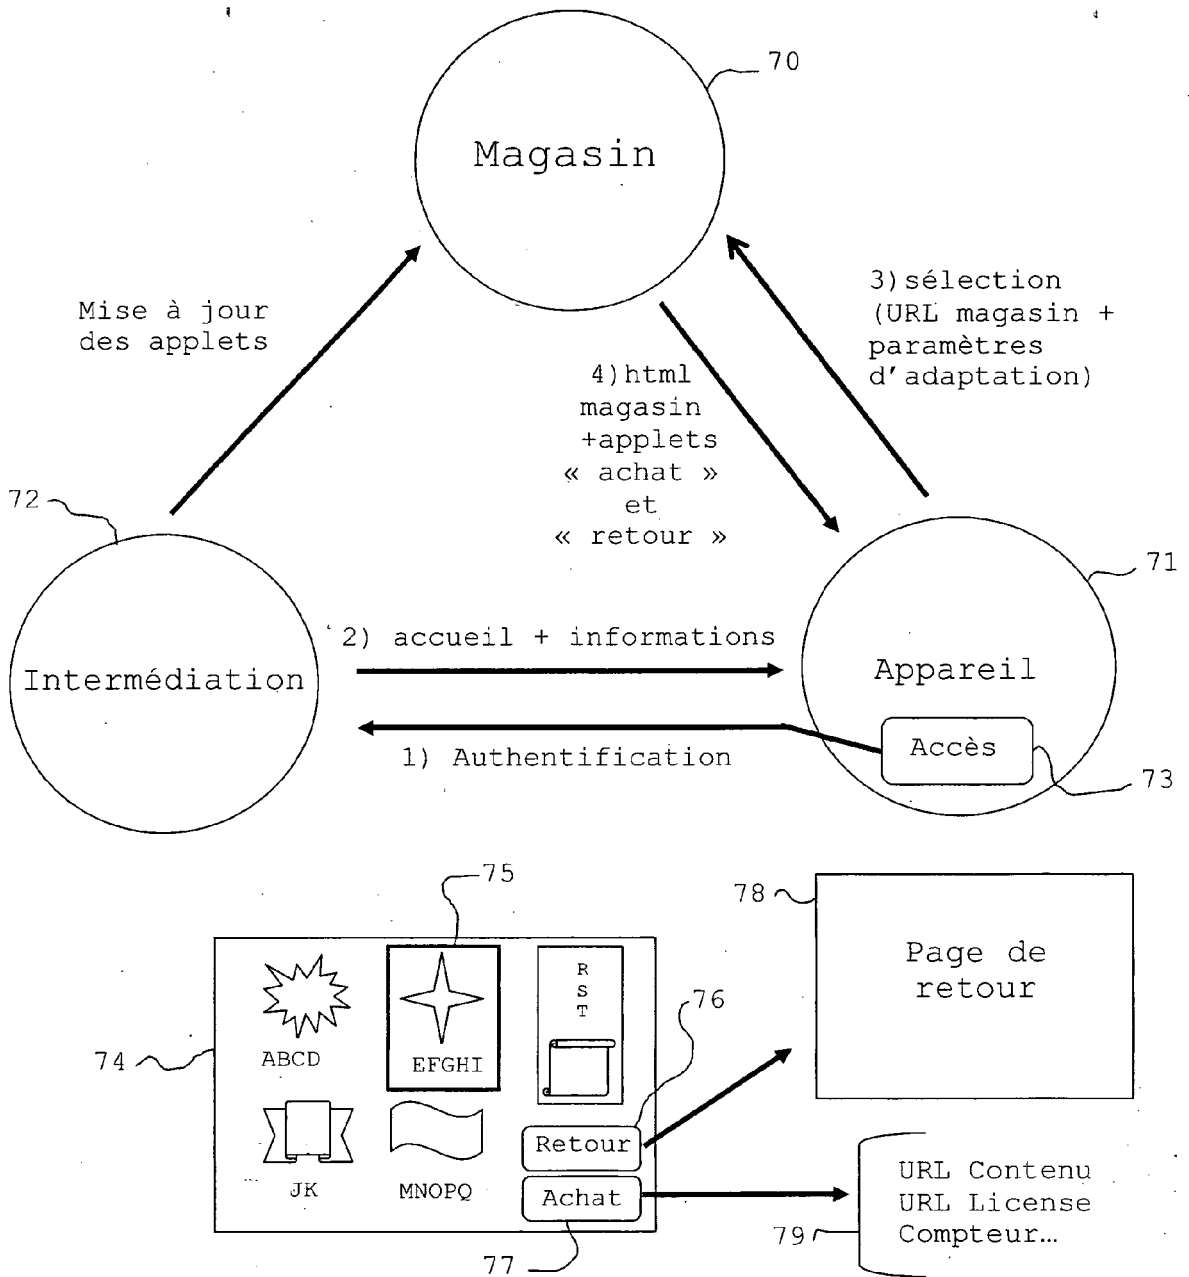 70
Magasin
3)sélection
(URL magasin +
paramètres
d'adaptation)
Mise à jour
des applets
4)html
magasin
+applets
« achat »
et
« retour »
72
71
2) accueil + informations
Intermédiation
Appareil
Accès
1) Authentification
73
75
78
Page de
retour
R
S
T
76
74
ABCD
EFGHI
Retour
JK
MNOPQ
Achat
URL Contenu
URL License
Compteur…
79
77